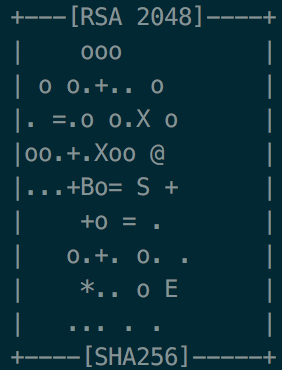 +---[RSA 2048]----+
|    ooo          |
| o o.+.. o       |
|. =.o o.X o      |
|oo.+.Xoo @       |
|...+Bo= S +      |
|    +o = .       |
|   o.+. o. .     |
|    *.. o E      |
|   ... . .       |
+----[SHA256]-----+